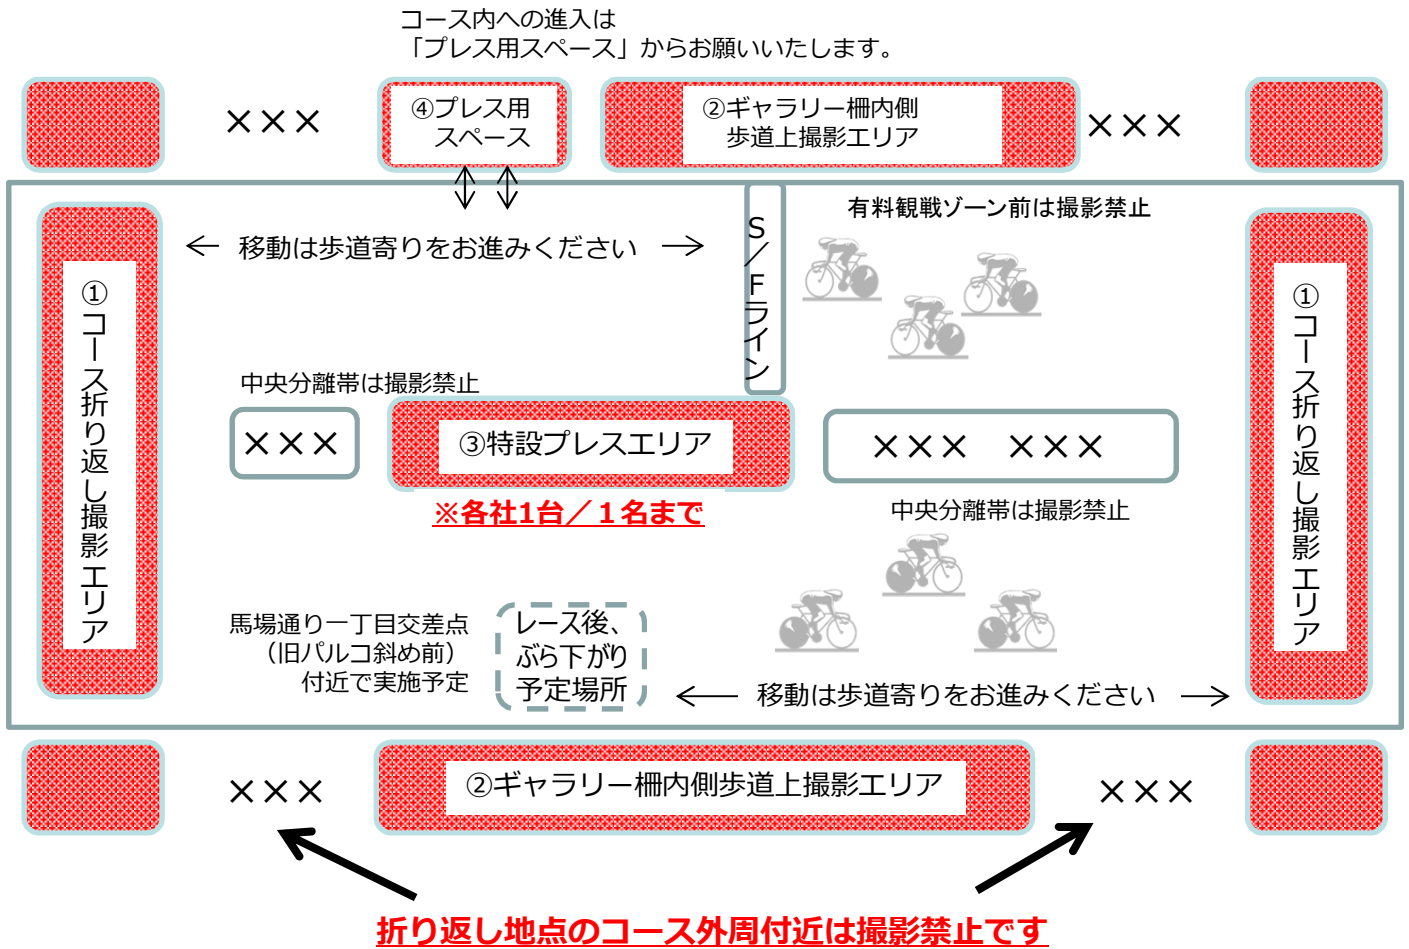 コース内への進入は
「プレス用スペース」からお願いいたします。
×××
④プレス用
スペース
②ギャラリー柵内側
歩道上撮影エリア
×××
有料観戦ゾーン前は撮影禁止
移動は歩道寄りをお進みください
S／Fライン
①コース折り返し撮影エリア
①コース折り返し撮影エリア
中央分離帯は撮影禁止
×××
③特設プレスエリア
××× ×××
※各社1台／１名まで
中央分離帯は撮影禁止
馬場通り一丁目交差点
（旧パルコ斜め前）
付近で実施予定
レース後、
ぶら下がり
予定場所
移動は歩道寄りをお進みください
×××
②ギャラリー柵内側歩道上撮影エリア
×××
折り返し地点のコース外周付近は撮影禁止です